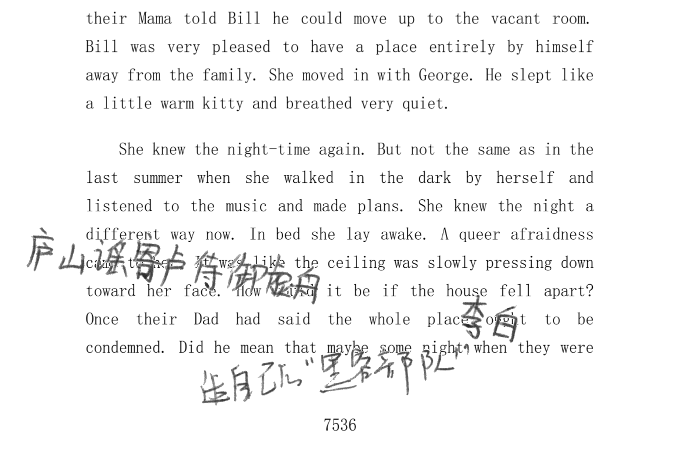 their Mama told Bill he could move up to the vacant room.
Bill was very pleased to have a place entirely by himself
away from the family. She moved in with George. He slept like
a little warm kitty and breathed very quiet.
She knew the night-time again. But not the same as in the
last summer when she walked in the dark by herself and
listened to the music and made plans. She knew the night a
different way now. In bed she lay awake. A queer afraidness
came to her. It was like the ceiling was slowly pressing down
庐山谣寄卢侍御虚舟
toward her face. How would it be if the house fell apart?
Once their Dad had said the whole place ought to be
李白
condemned. Did he mean that maybe some night when they were
自己 "黑客部队"
7536